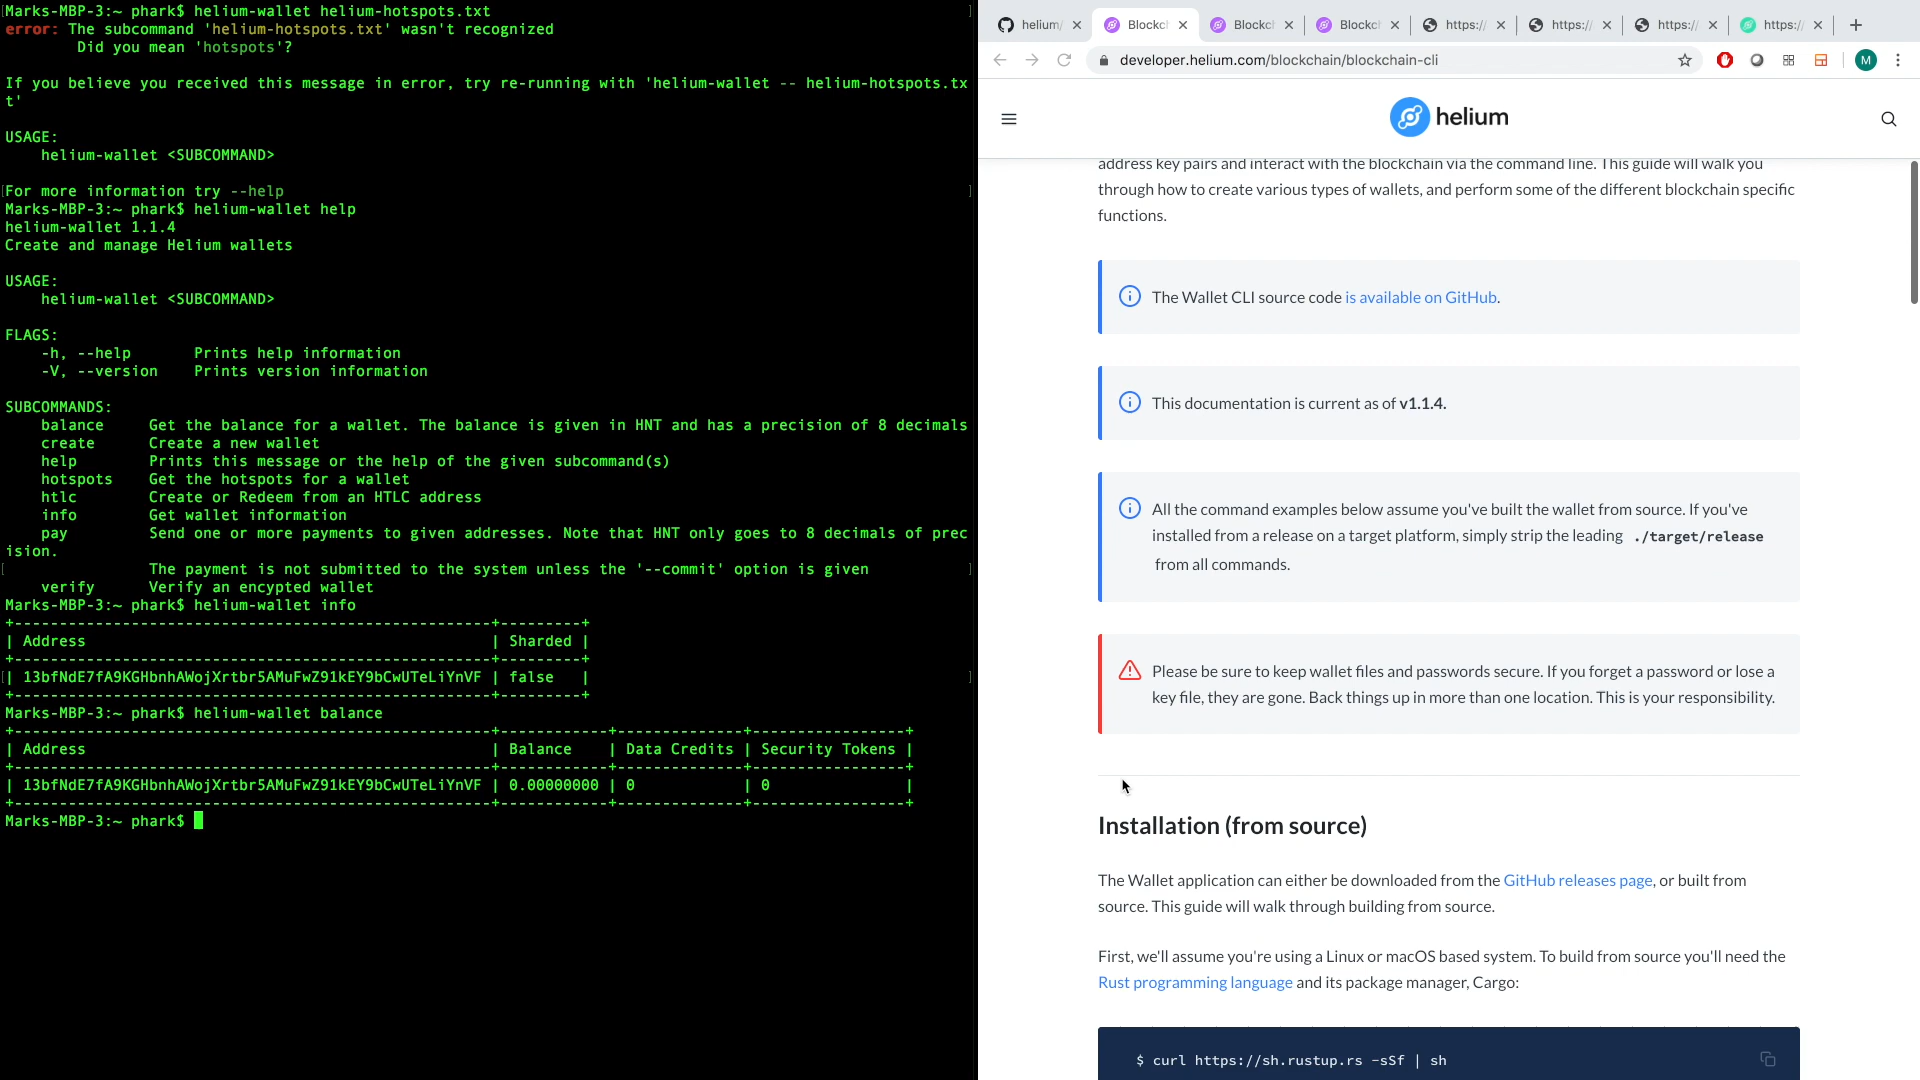 Marks-MBP-3:~ phark$ helium-wallet helium-hotspots.txt
error: The subcommand 'helium-hotspots.txt' wasn't recognized
Did you mean 'hotspots'?
If you believe you received this message in error, try re-running with 'helium-wallet -- helium-hotspots.tx
t'
USAGE:
helium-wallet <SUBCOMMAND>
For more information try --help
Marks-MBP-3:~ phark$ helium-wallet help
helium-wallet 1.1.4
Create and manage Helium wallets
USAGE:
helium-wallet <SUBCOMMAND>
FLAGS:
-h, --help Prints help information
-V, --version Prints version information
SUBCOMMANDS:
balance Get the balance for a wallet. The balance is given in HNT and has a precision of 8 decimals
create Create a new wallet
help Prints this message or the help of the given subcommand(s)
hotspots Get the hotspots for a wallet
htlc Create or Redeem from an HTLC address
info Get wallet information
pay Send one or more payments to given addresses. Note that HNT only goes to 8 decimals of prec
ision.
The payment is not submitted to the system unless the '--commit' option is given
verify Verify an encrypted wallet
Marks-MBP-3:~ phark$ helium-wallet info
| Address | Sharded |
| 13bfNdE7fA9KGHbnhAWojXrtbr5AMuFwZ91kEY9bCwUTeLiYnVF | false |
Marks-MBP-3:~ phark$ helium-wallet balance
| Address | Balance | Data Credits | Security Tokens |
| 13bfNdE7fA9KGHbnhAWojXrtbr5AMuFwZ91kEY9bCwUTeLiYnVF | 0.00000000 | 0 | 0 |
Marks-MBP-3:~ phark$
helium/ Blockch Blockch Blockch https:/ https:/ https:/ https:/
developer.helium.com/blockchain/blockchain-cli
M
helium
address key pairs and interact with the blockchain via the command line. This guide will walk you
through how to create various types of wallets, and perform some of the different blockchain specific
functions.
The Wallet CLI source code is available on GitHub.
This documentation is current as of v1.1.4.
All the command examples below assume you've built the wallet from source. If you've
installed from a release on a target platform, simply strip the leading ./target/release
from all commands.
Please be sure to keep wallet files and passwords secure. If you forget a password or lose a
key file, they are gone. Back things up in more than one location. This is your responsibility.
Installation (from source)
The Wallet application can either be downloaded from the GitHub releases page, or built from
source. This guide will walk through building from source.
First, we'll assume you're using a Linux or macOS based system. To build from source you'll need the
Rust programming language and its package manager, Cargo:
$ curl https://sh.rustup.rs -sSf | sh